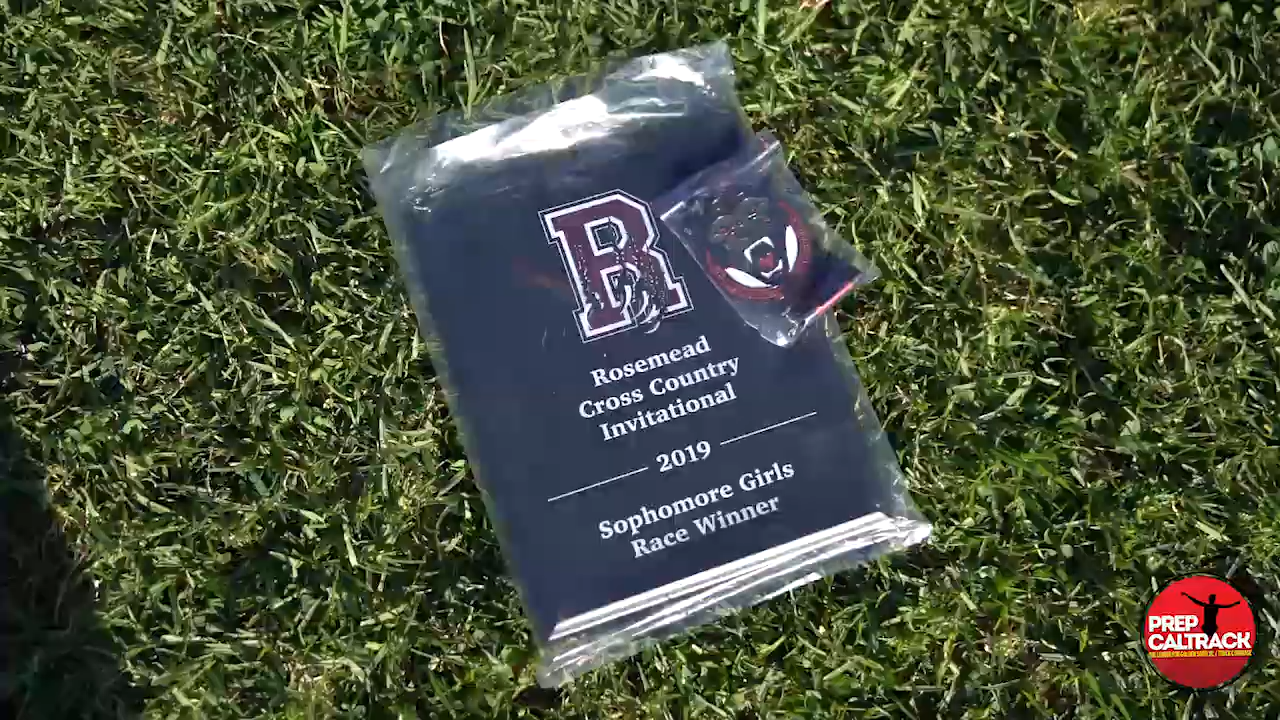 R
Rosemead
Cross Country
Invitational
2019
Sophomore Girls
Race Winner
PREP
CALTRACK